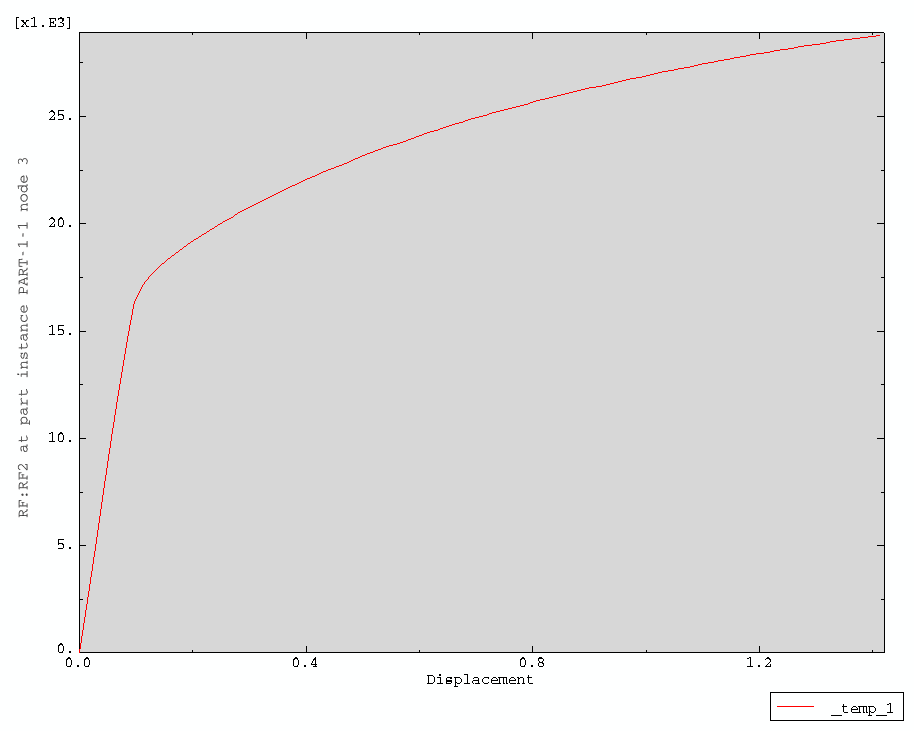 [x1.E3]
RF:RF2 at part instance PART-1-1 node 3
25.
20.
15.
10.
5.
0.
0.0 0.4 0.8 1.2
Displacement
_temp_1